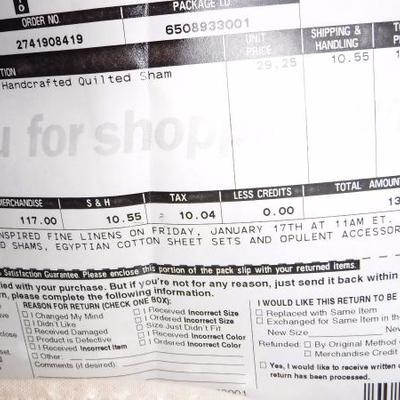 ORDER NO.
PACKAGE I.D
2741908419
6508933001
UNIT PRICE
SHIPPING & HANDLING
Handcrafted Quilted Sham 29.25 10.55
u for shopp
MERCHANDISE S & H TAX LESS CREDITS TOTAL AMOUN
117.00 10.55 10.04 0.00 13
NSPIRED FINE LINENS ON FRIDAY, JANUARY 17TH AT 11AM ET.
D SHAMS, EGYPTIAN COTTON SHEET SETS AND OPULENT ACCESSOR
Satisfaction Guarantee. Please enclose this portion of the pack slip with your returned items.
ied with your purchase. But if you're not for any reason, just send it back within
rn, please complete the following information.
REASON FOR RETURN (CHECK ONE BOX):
I Changed My Mind
I Didn't Like
Received Damaged
Product is Defective
I Received Incorrect Item
Other:
Comments (if desired)
I Received Incorrect Size
I Ordered Incorrect Size
Size Just Didn't Fit
I Received Incorrect Color
I Ordered Incorrect Color
I WOULD LIKE THIS RETURN TO BE
Replaced with Same Item
Exchanged for Same Item in the
New Size
Refunded: By Original Method
Merchandise Credit
Yes, I would like to receive written
return has been processed.